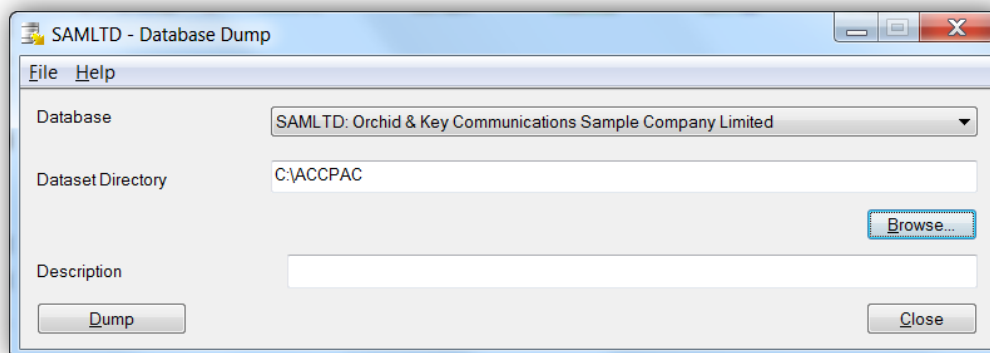 SAMLTD - Database Dump
File Help
Database
SAMLTD: Orchid & Key Communications Sample Company Limited
Dataset Directory
C:\ACCPAC
Browse...
Description
Dump
Close